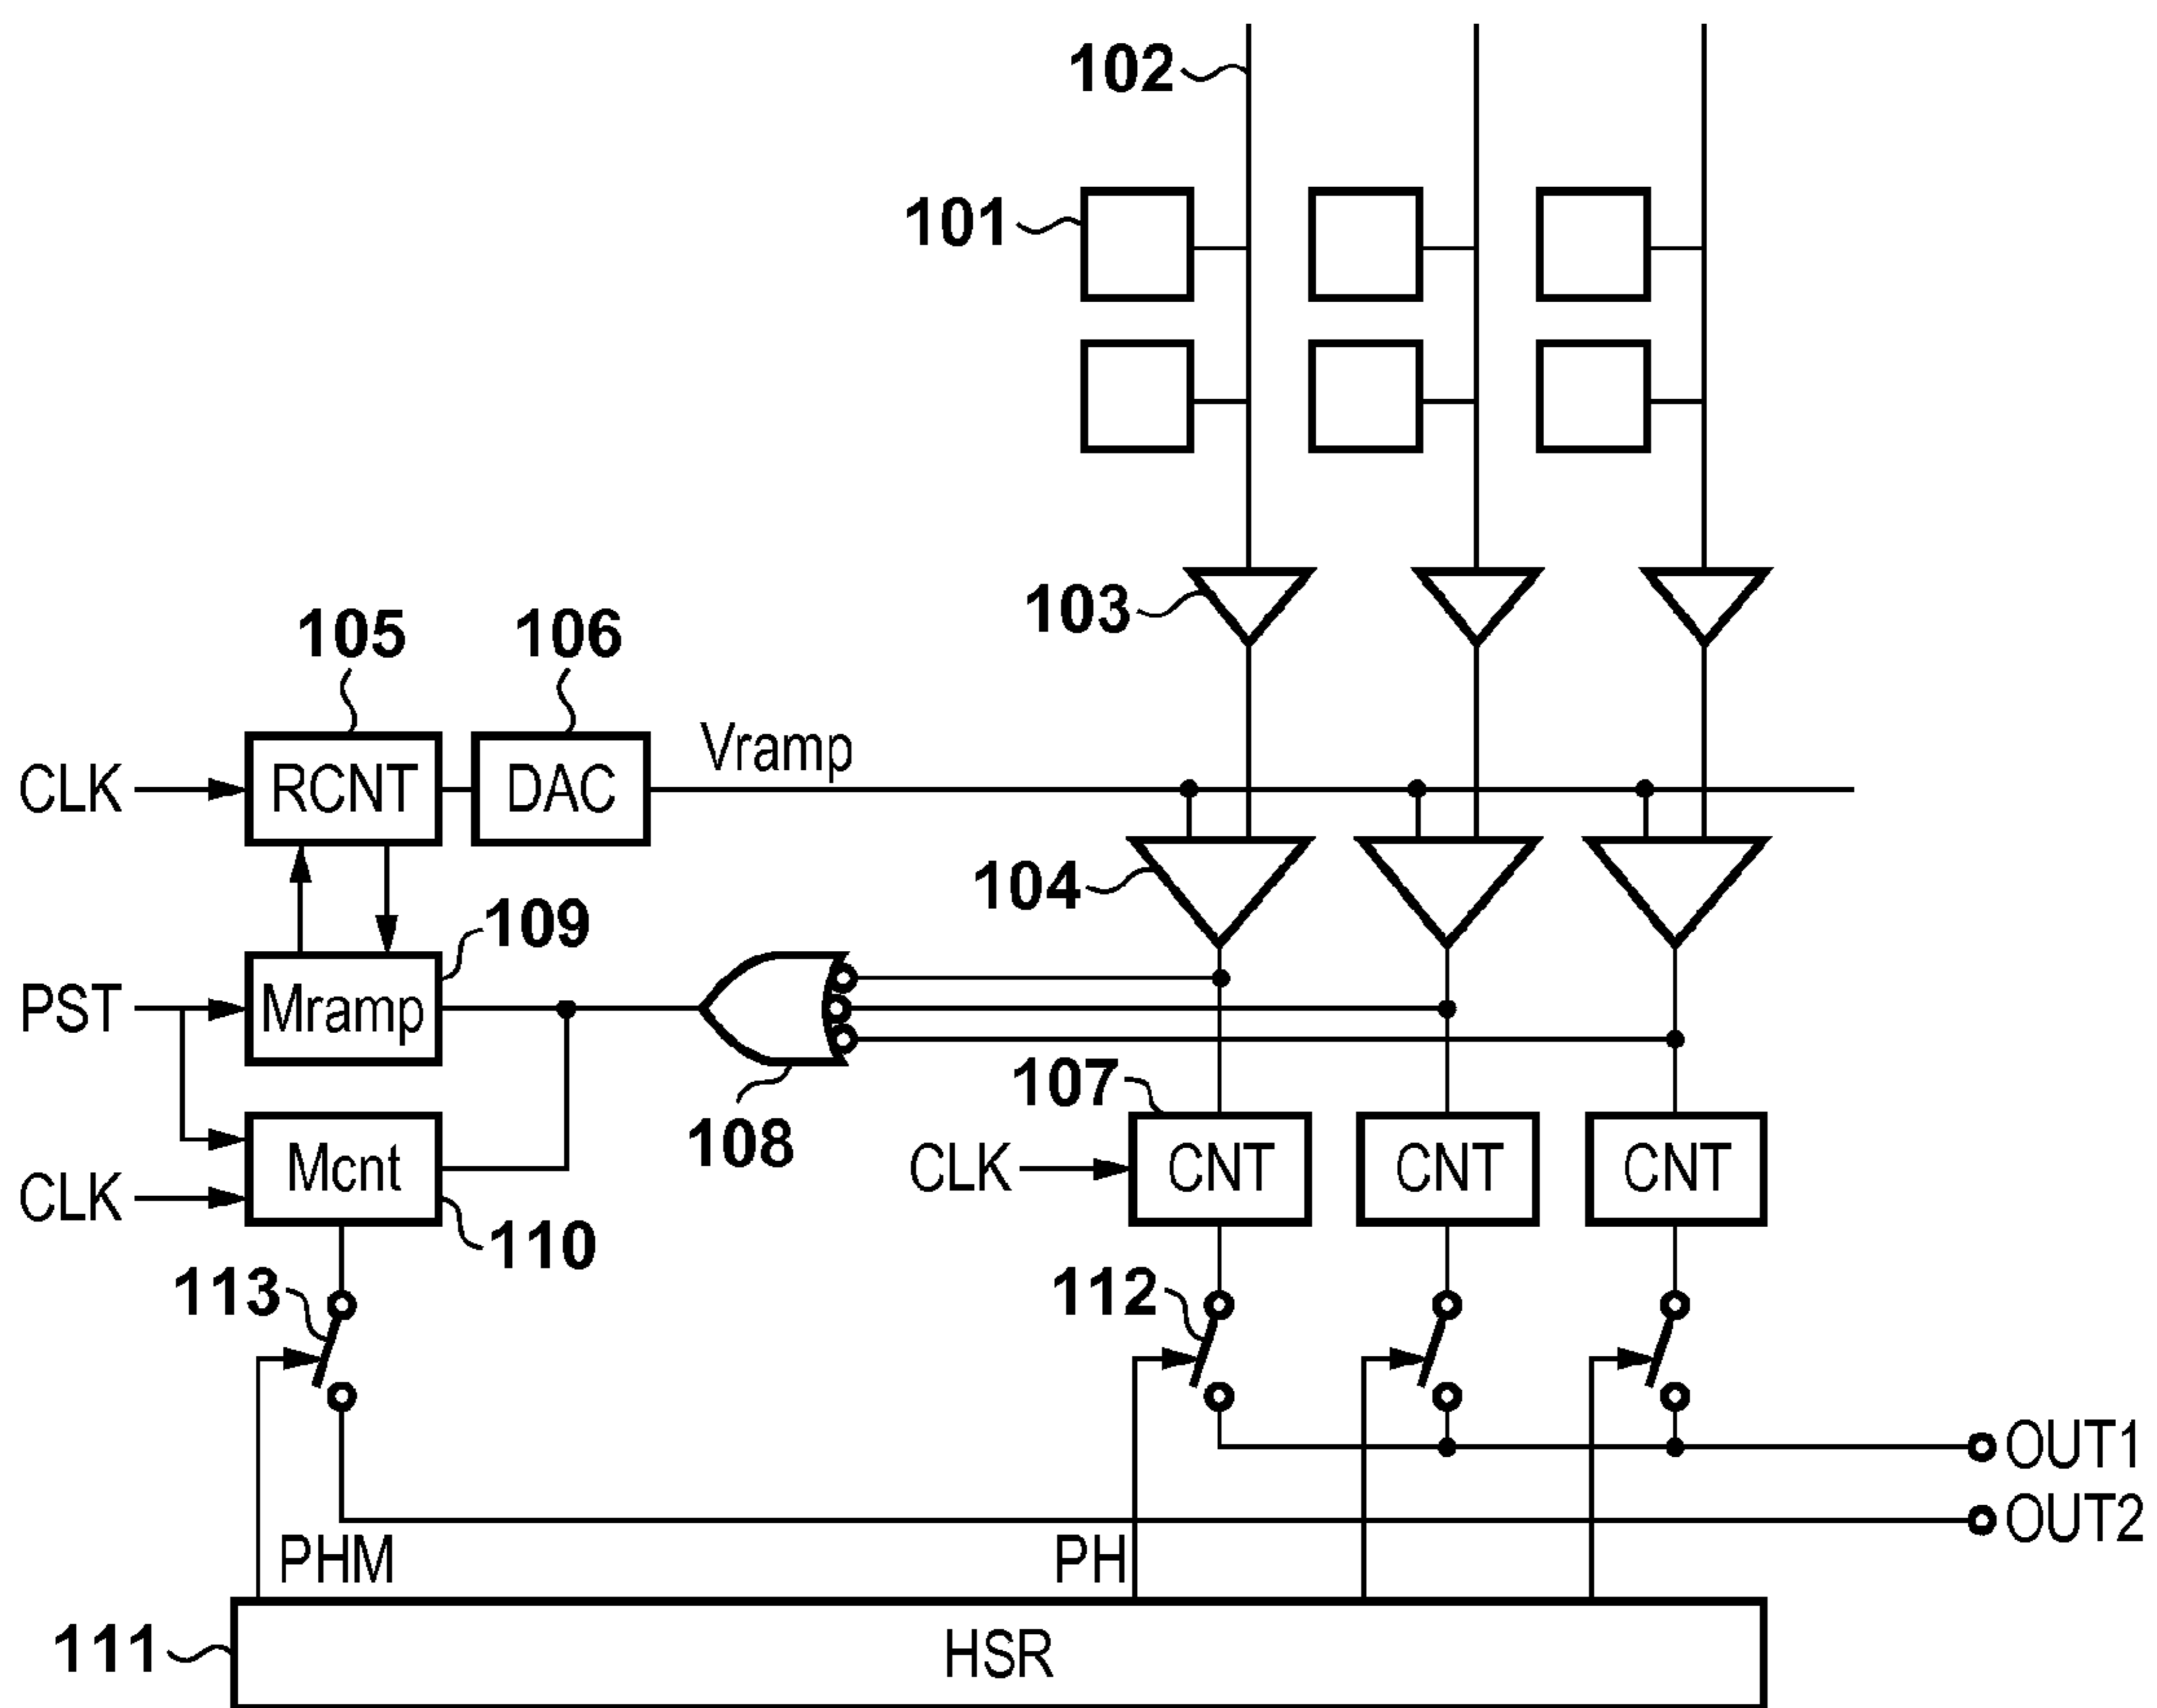 102
101
103
105 106
Vramp
CLK RCNT DAC
104
109
PST Mramp
107
108
Mcnt
CLK CNT CNT CNT
CLK
110
113 112
OUT1
OUT2
PHM PH
111 HSR